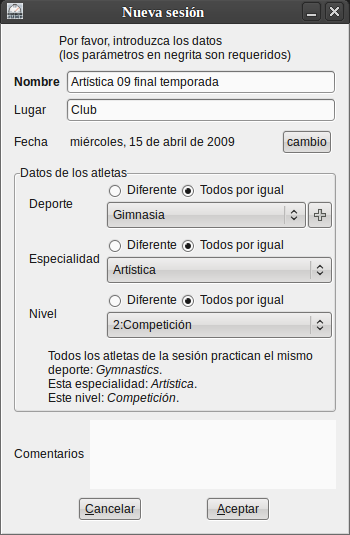 Nueva sesión
Por favor, introduzca los datos
(los parámetros en negrita son requeridos)
Nombre Artística 09 final temporada
Lugar Club
Fecha miércoles, 15 de abril de 2009 cambio
Datos de los atletas
Diferente Todos por igual
Deporte
Gimnasia
Diferente Todos por igual
Especialidad
Artística
Diferente Todos por igual
Nivel
2:Competición
Todos los atletas de la sesión practican el mismo
deporte: Gymnastics.
Esta especialidad: Artística.
Este nivel: Competición.
Comentarios
Cancelar Aceptar